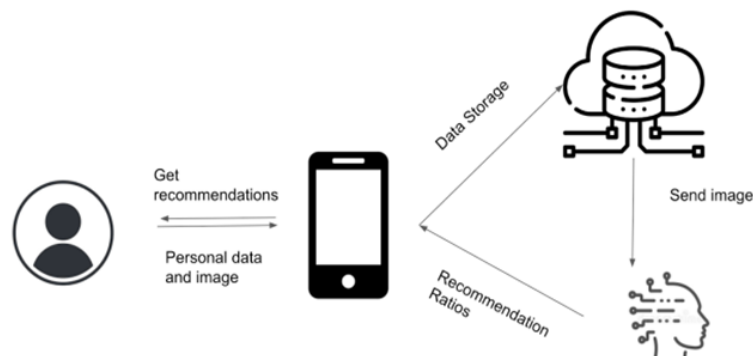 Get
recommendations
Personal data
and image
Data Storage
Send image
Recommendation
Ratios